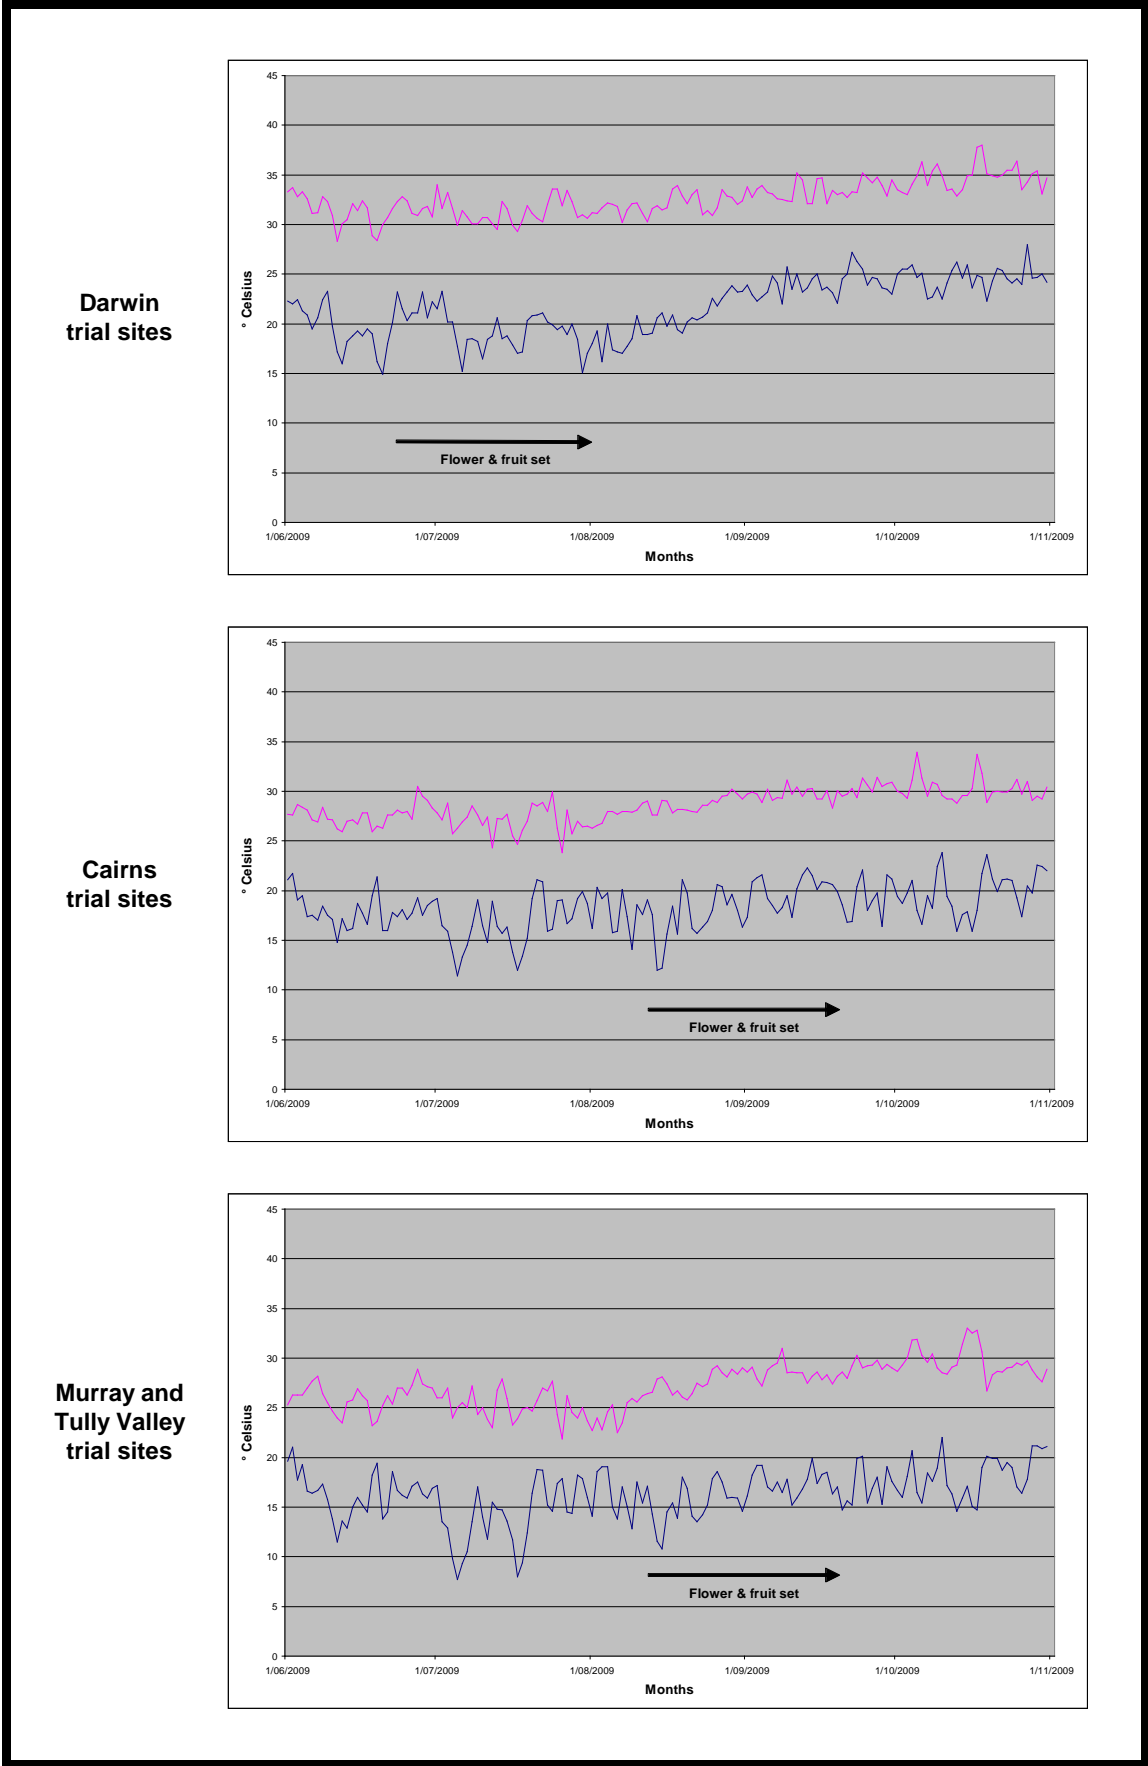 Darwin
trial sites
45
40
35
30
25
20
15
10
5
0
° Celsius
Flower & fruit set
1/06/2009 1/07/2009 1/08/2009 1/09/2009 1/10/2009 1/11/2009
Months
Cairns
trial sites
45
40
35
30
25
20
15
10
5
0
° Celsius
Flower & fruit set
1/06/2009 1/07/2009 1/08/2009 1/09/2009 1/10/2009 1/11/2009
Months
Murray and
Tully Valley
trial sites
45
40
35
30
25
20
15
10
5
0
° Celsius
Flower & fruit set
1/06/2009 1/07/2009 1/08/2009 1/09/2009 1/10/2009 1/11/2009
Months